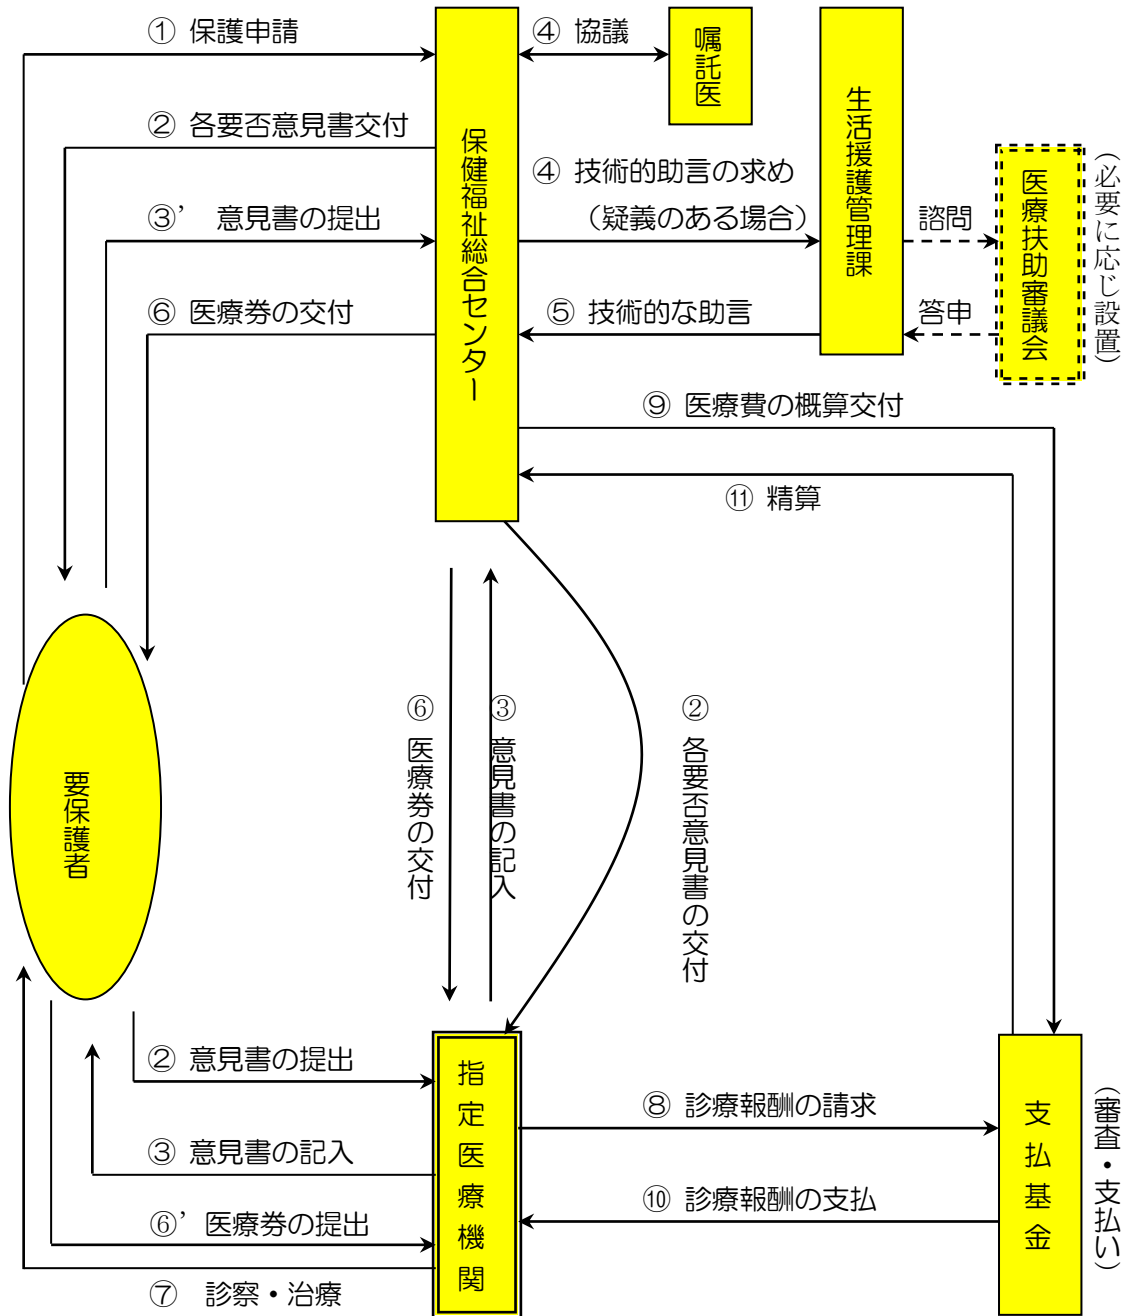 ① 保護申請
④ 協議
嘱託医
生活援護管理課
② 各要否意見書交付
保健福祉総合センター
④ 技術的助言の求め
（疑義のある場合）
医療扶助審議会
（必要に応じ設置）
③’ 意見書の提出
諮問
⑥ 医療券の交付
⑤ 技術的な助言
答申
⑨ 医療費の概算交付
⑪ 精算
⑥ 医療券の交付
③ 意見書の記入
② 各要否意見書の交付
要保護者
② 意見書の提出
指定医療機関
⑧ 診療報酬の請求
支払基金
（審査・支払い）
③ 意見書の記入
⑩ 診療報酬の支払
⑥’ 医療券の提出
⑦ 診察・治療